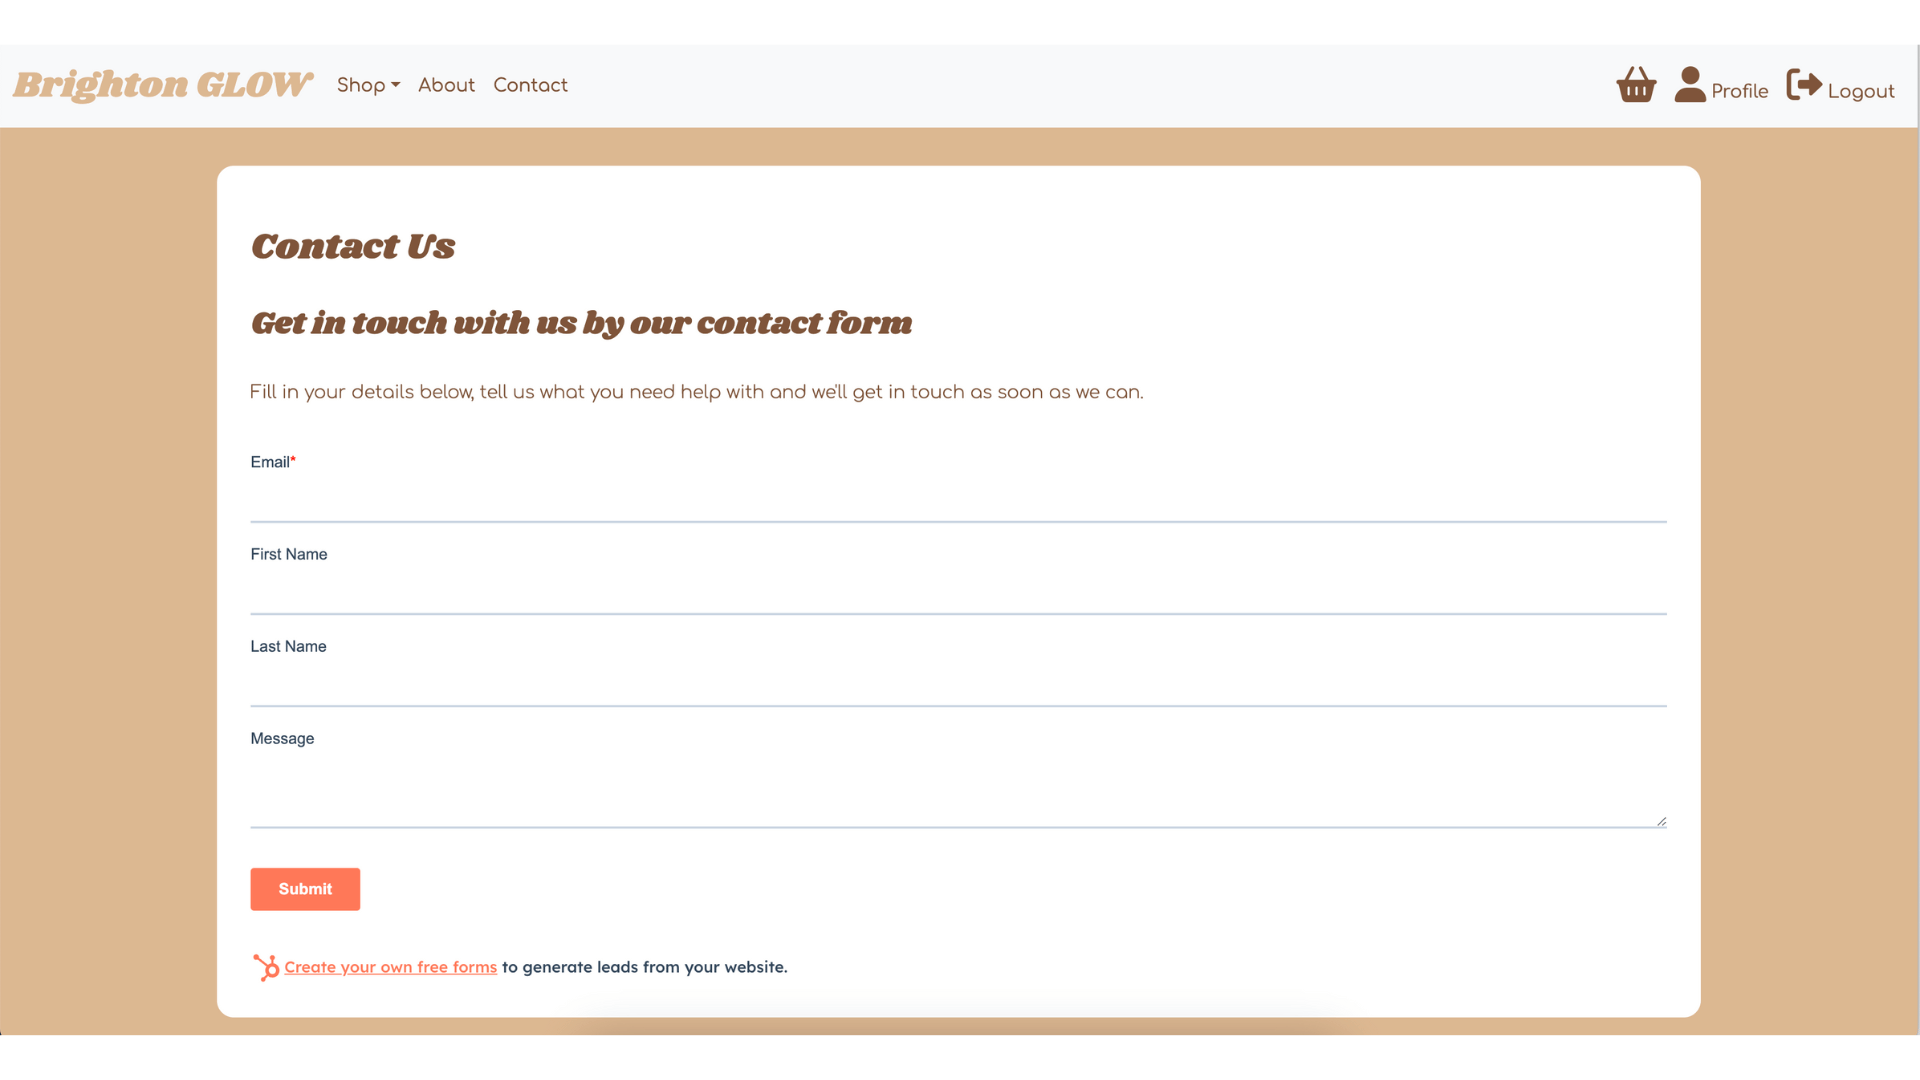 Brighton GLOW Shop About Contact Profile Logout
Contact Us
Get in touch with us by our contact form
Fill in your details below, tell us what you need help with and we'll get in touch as soon as we can.
Email*
First Name
Last Name
Message
Submit
Create your own free forms to generate leads from your website.